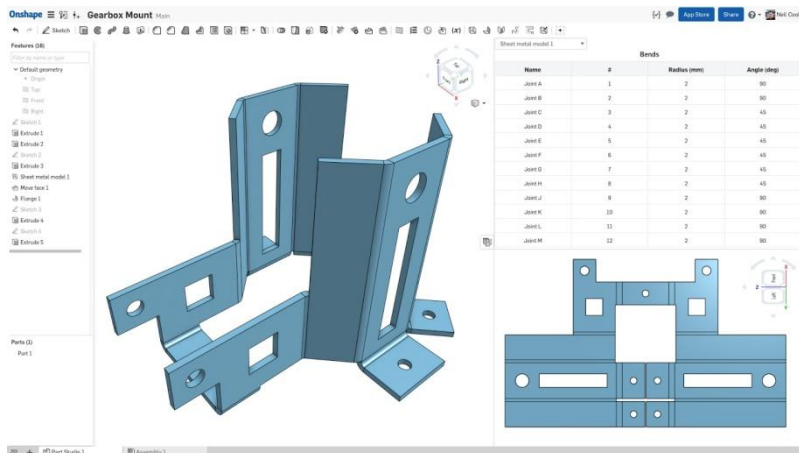 Onshape Gearbox Mount Main
App Store Share Neil Cook
Sketch
Features (18)
Filter by name or type
Default geometry
Origin
Top
Front
Right
Sketch 1
Extrude 1
Extrude 2
Sketch 2
Extrude 3
Sheet metal model 1
Move face 1
Flange 1
Sketch 3
Extrude 4
Sketch 4
Extrude 5
Parts (1)
Part 1
Top
Right
Z
X
Sheet metal model 1
Bends
Name # Radius (mm) Angle (deg)
Joint A 1 2 90
Joint B 2 2 90
Joint C 3 2 45
Joint D 4 2 45
Joint E 5 2 45
Joint F 6 2 45
Joint G 7 2 45
Joint H 8 2 45
Joint J 9 2 90
Joint K 10 2 90
Joint L 11 2 90
Joint M 12 2 90
Front
Left
Z
X
Y
Part Studio 1 Assembly 1